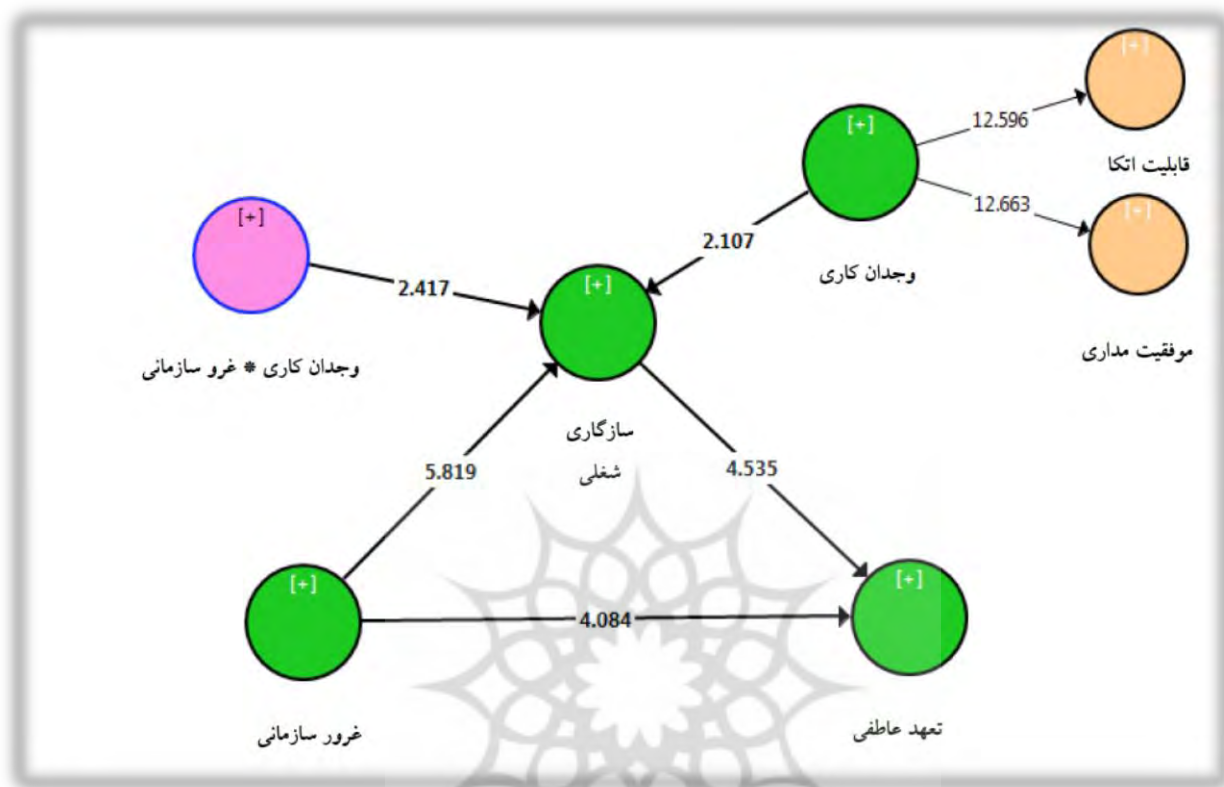 [+]
12.596
[+]
قابلیت اتکا
12.663
[+]
[+]
2.107
وجدان کاری
موفقیت مداری
2.417
[+]
وجدان کاری * غرو سازمانی
سازگاری
شغلی
5.819
4.535
[+]
4.084
[+]
غرور سازمانی
تعهد عاطفی
[+]